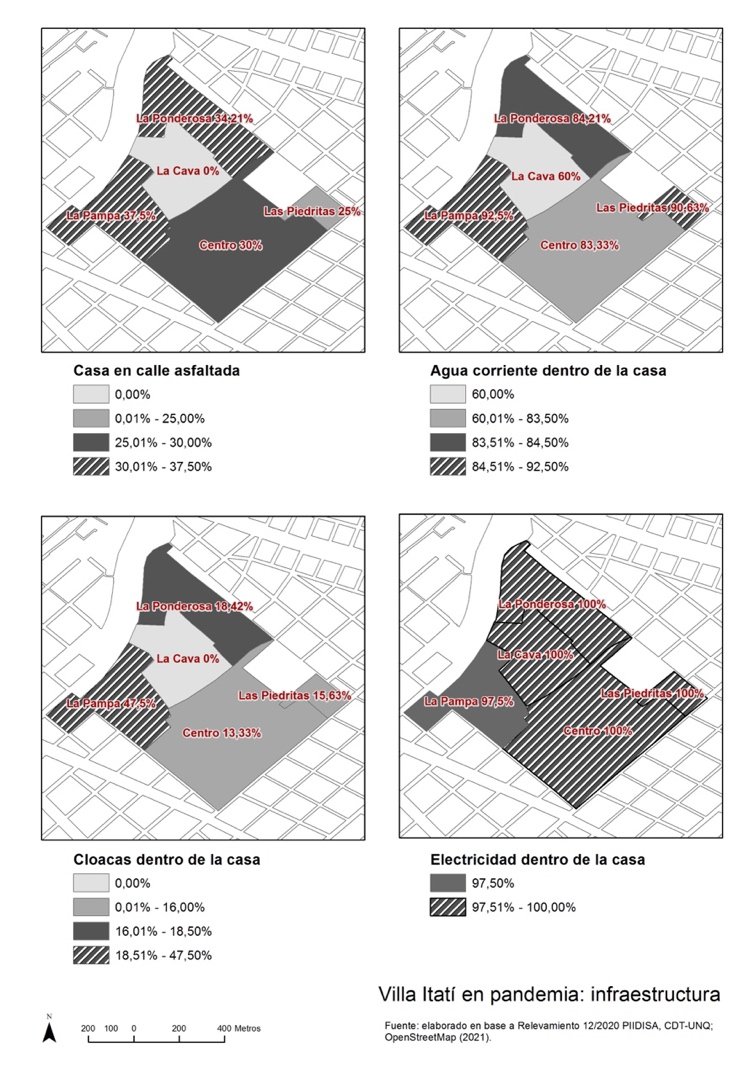 La Ponderosa 34,21%
La Cava 0%
La Pampa 37,5%
Las Piedritas 25%
Centro 30%
Casa en calle asfaltada
0,00%
0,01% - 25,00%
25,01% - 30,00%
30,01% - 37,50%
La Ponderosa 84,21%
La Cava 60%
La Pampa 92,5%
Las Piedritas 90,63%
Centro 83,33%
Agua corriente dentro de la casa
60,00%
60,01% - 83,50%
83,51% - 84,50%
84,51% - 92,50%
La Ponderosa 18,42%
La Cava 0%
Las Piedritas 15,63%
La Pampa 47,5%
Centro 13,33%
Cloacas dentro de la casa
0,00%
0,01% - 16,00%
16,01% - 18,50%
18,51% - 47,50%
La Ponderosa 100%
La Cava 100%
Las Piedritas 100%
La Pampa 97,5%
Centro 100%
Electricidad dentro de la casa
97,50%
97,51% - 100,00%
Villa Itatí en pandemia: infraestructura
N
200 100 0 200 400 Metros
Fuente: elaborado en base a Relevamiento 12/2020 PIIDISA, CDT-UNQ;
OpenStreetMap (2021).